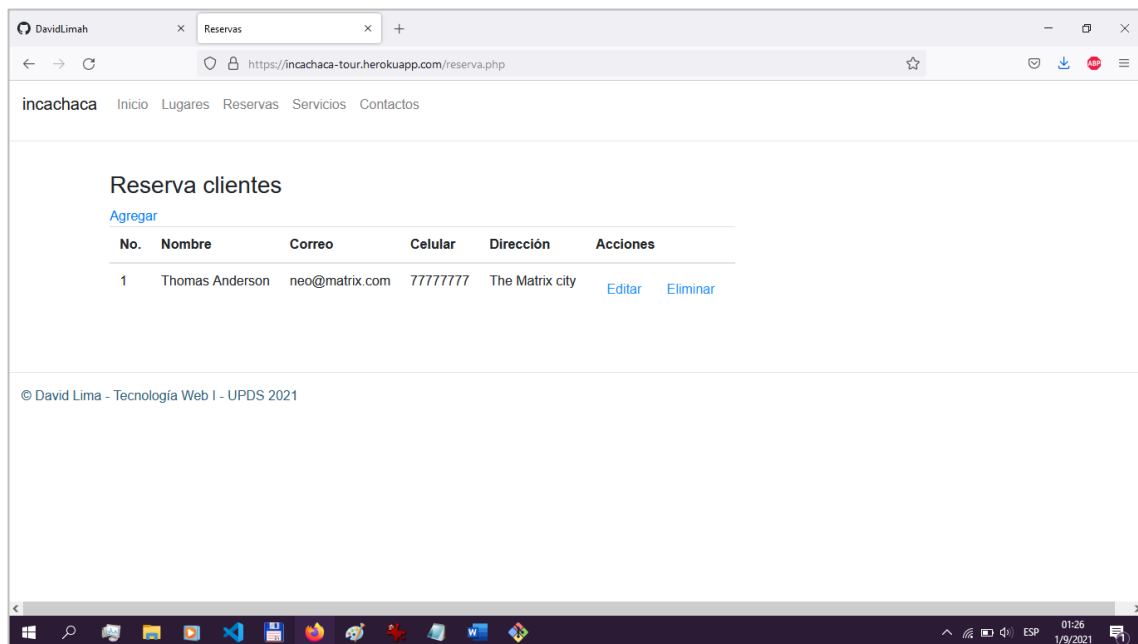 DavidLimah
Reservas
https://incachaca-tour.herokuapp.com/reserva.php
ABP
incachaca Inicio Lugares Reservas Servicios Contactos
Reserva clientes
Agregar
No. Nombre Correo Celular Dirección Acciones
1 Thomas Anderson neo@matrix.com 77777777 The Matrix city Editar Eliminar
© David Lima - Tecnología Web I - UPDS 2021
ESP
01:26
1/9/2021